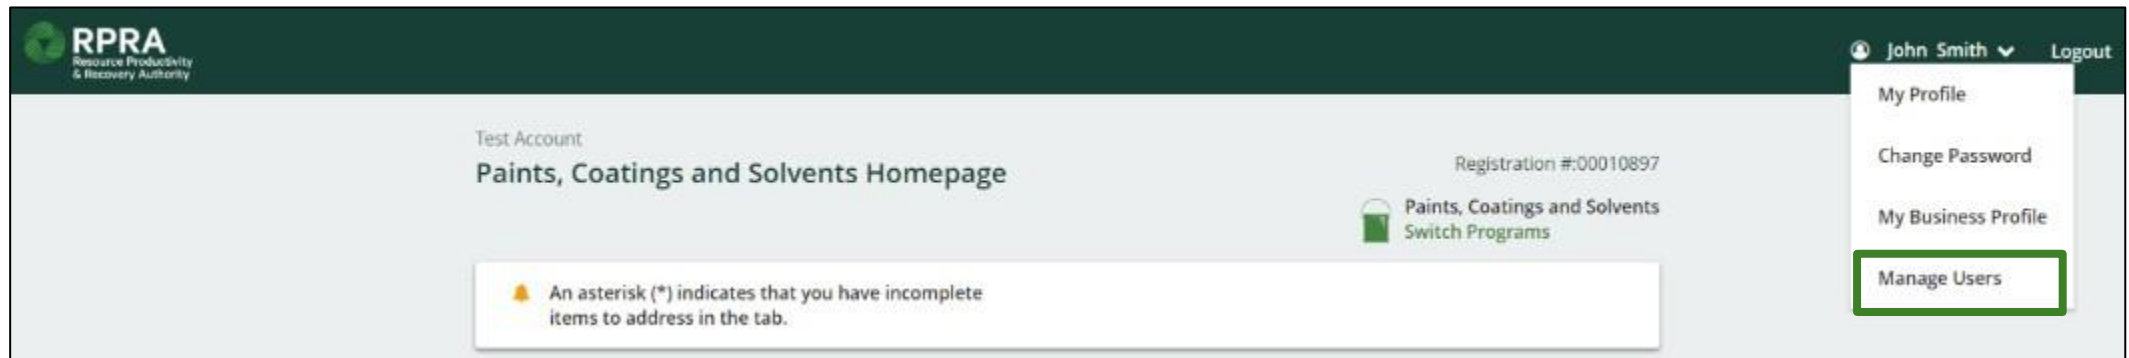 RPRA
Resource Productivity
& Recovery Authority
John Smith
Logout
My Profile
Change Password
My Business Profile
Manage Users
Test Account
Paints, Coatings and Solvents Homepage
Registration #:00010897
Paints, Coatings and Solvents
Switch Programs
An asterisk (*) indicates that you have incomplete
items to address in the tab.